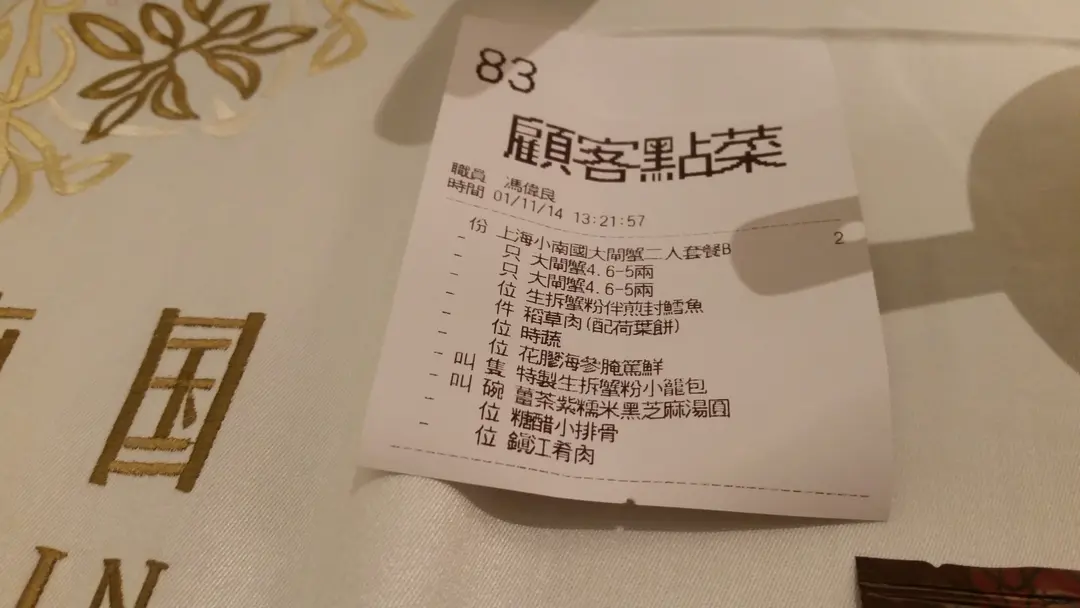 83
顧客點菜
職員 馮偉良
時間 01/11/14 13:21:57
份 上海小南國大閘蟹二人套餐B 2
- 只 大閘蟹4.6-5兩
- 只 大閘蟹4.6-5兩
- 位 生拆蟹粉伴煎封鱈魚
- 件 稻草肉(配荷葉餅)
- 位 時蔬
- 位 花膠海參腌篤鮮
- 叫 隻 特製生拆蟹粉小籠包
- 叫 碗 薑茶紫糯米黑芝麻湯圓
- 位 糖醋小排骨
- 位 鎮江肴肉
国
IN